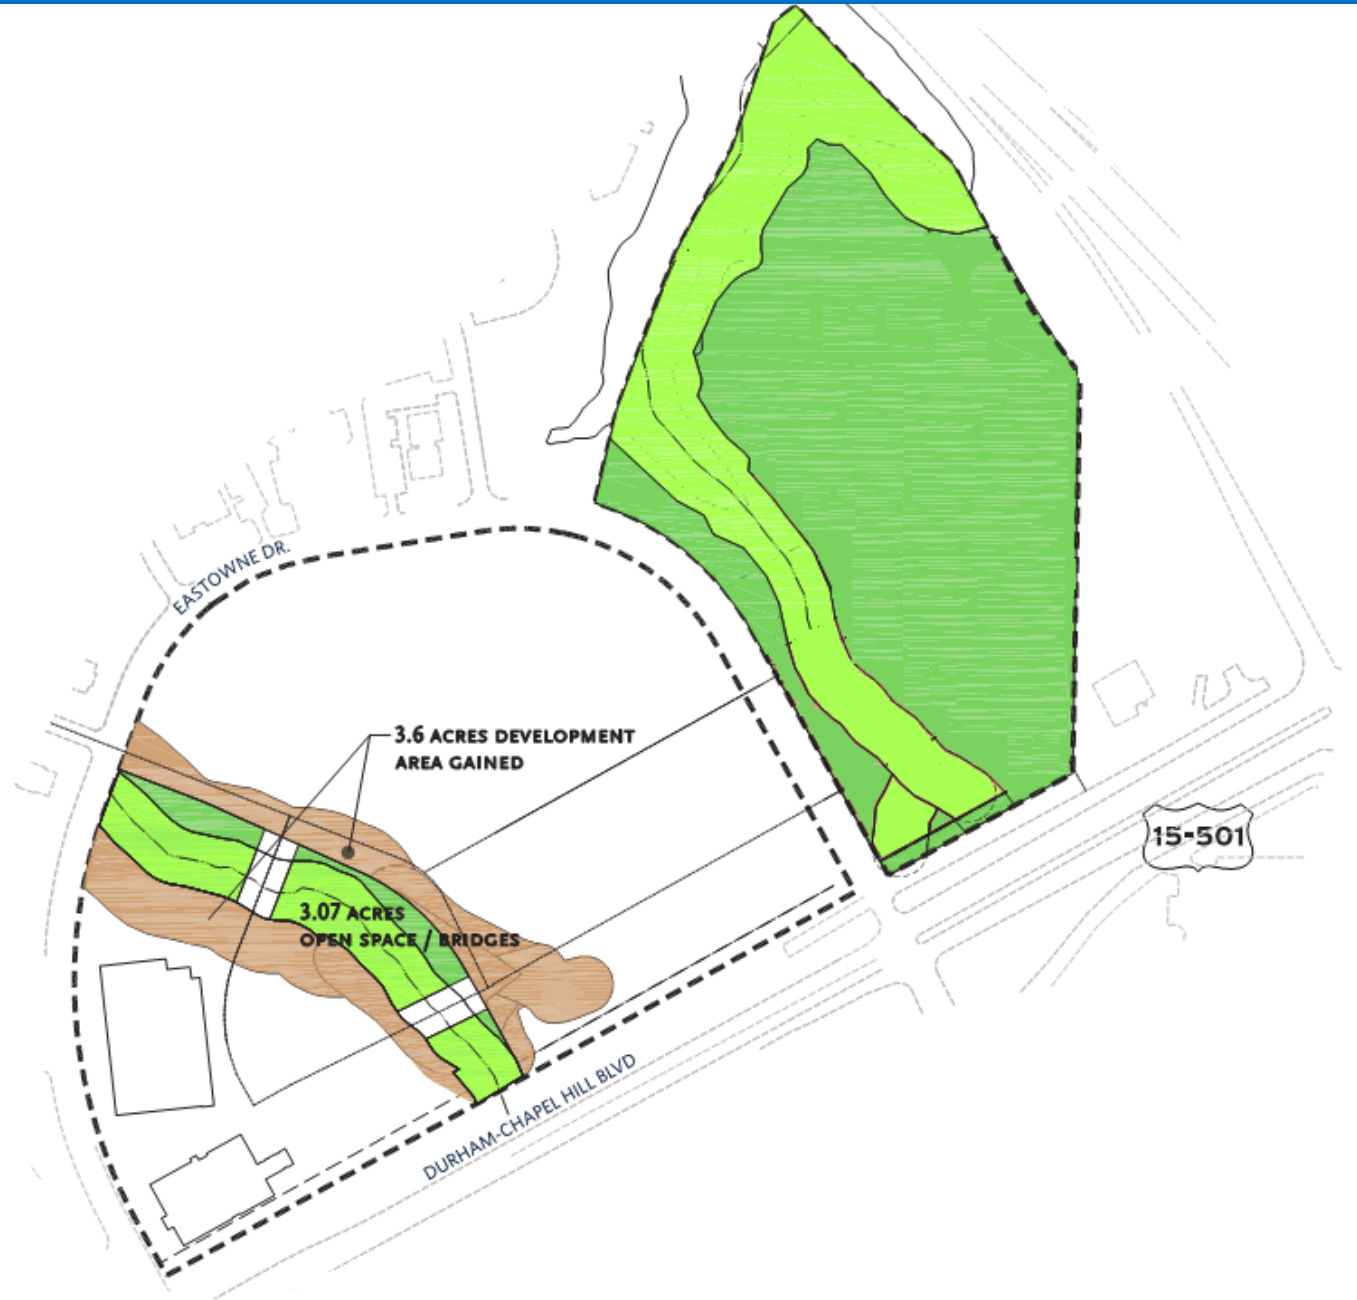 EASTOWNE DR.
3.6 ACRES DEVELOPMENT
AREA GAINED
15-501
3.07 ACRES
OPEN SPACE / BRIDGES
DURHAM-CHAPEL HILL BLVD